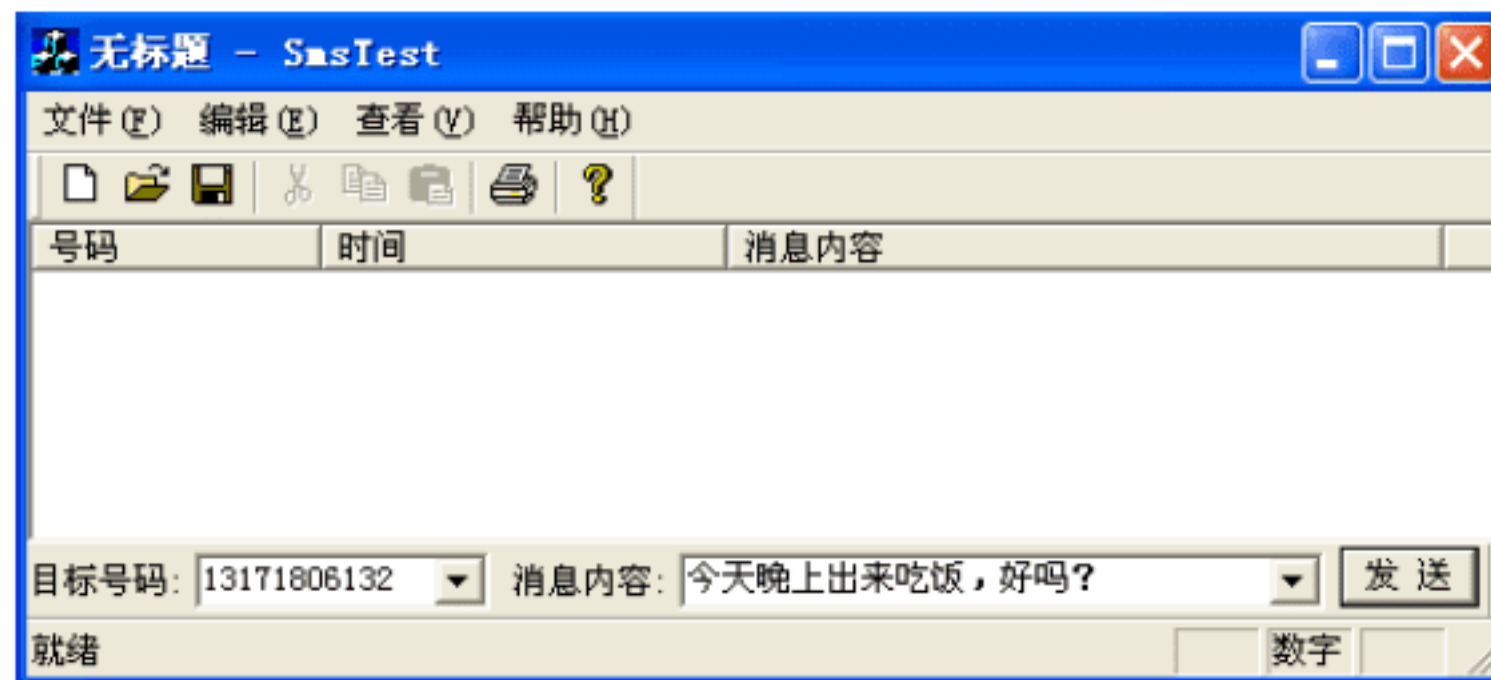 无标题 - SmsTest
文件(F) 编辑(E) 查看(V) 帮助(H)
号码 时间 消息内容
目标号码: 13171806132 消息内容: 今天晚上出来吃饭，好吗? 发 送
就绪 数字